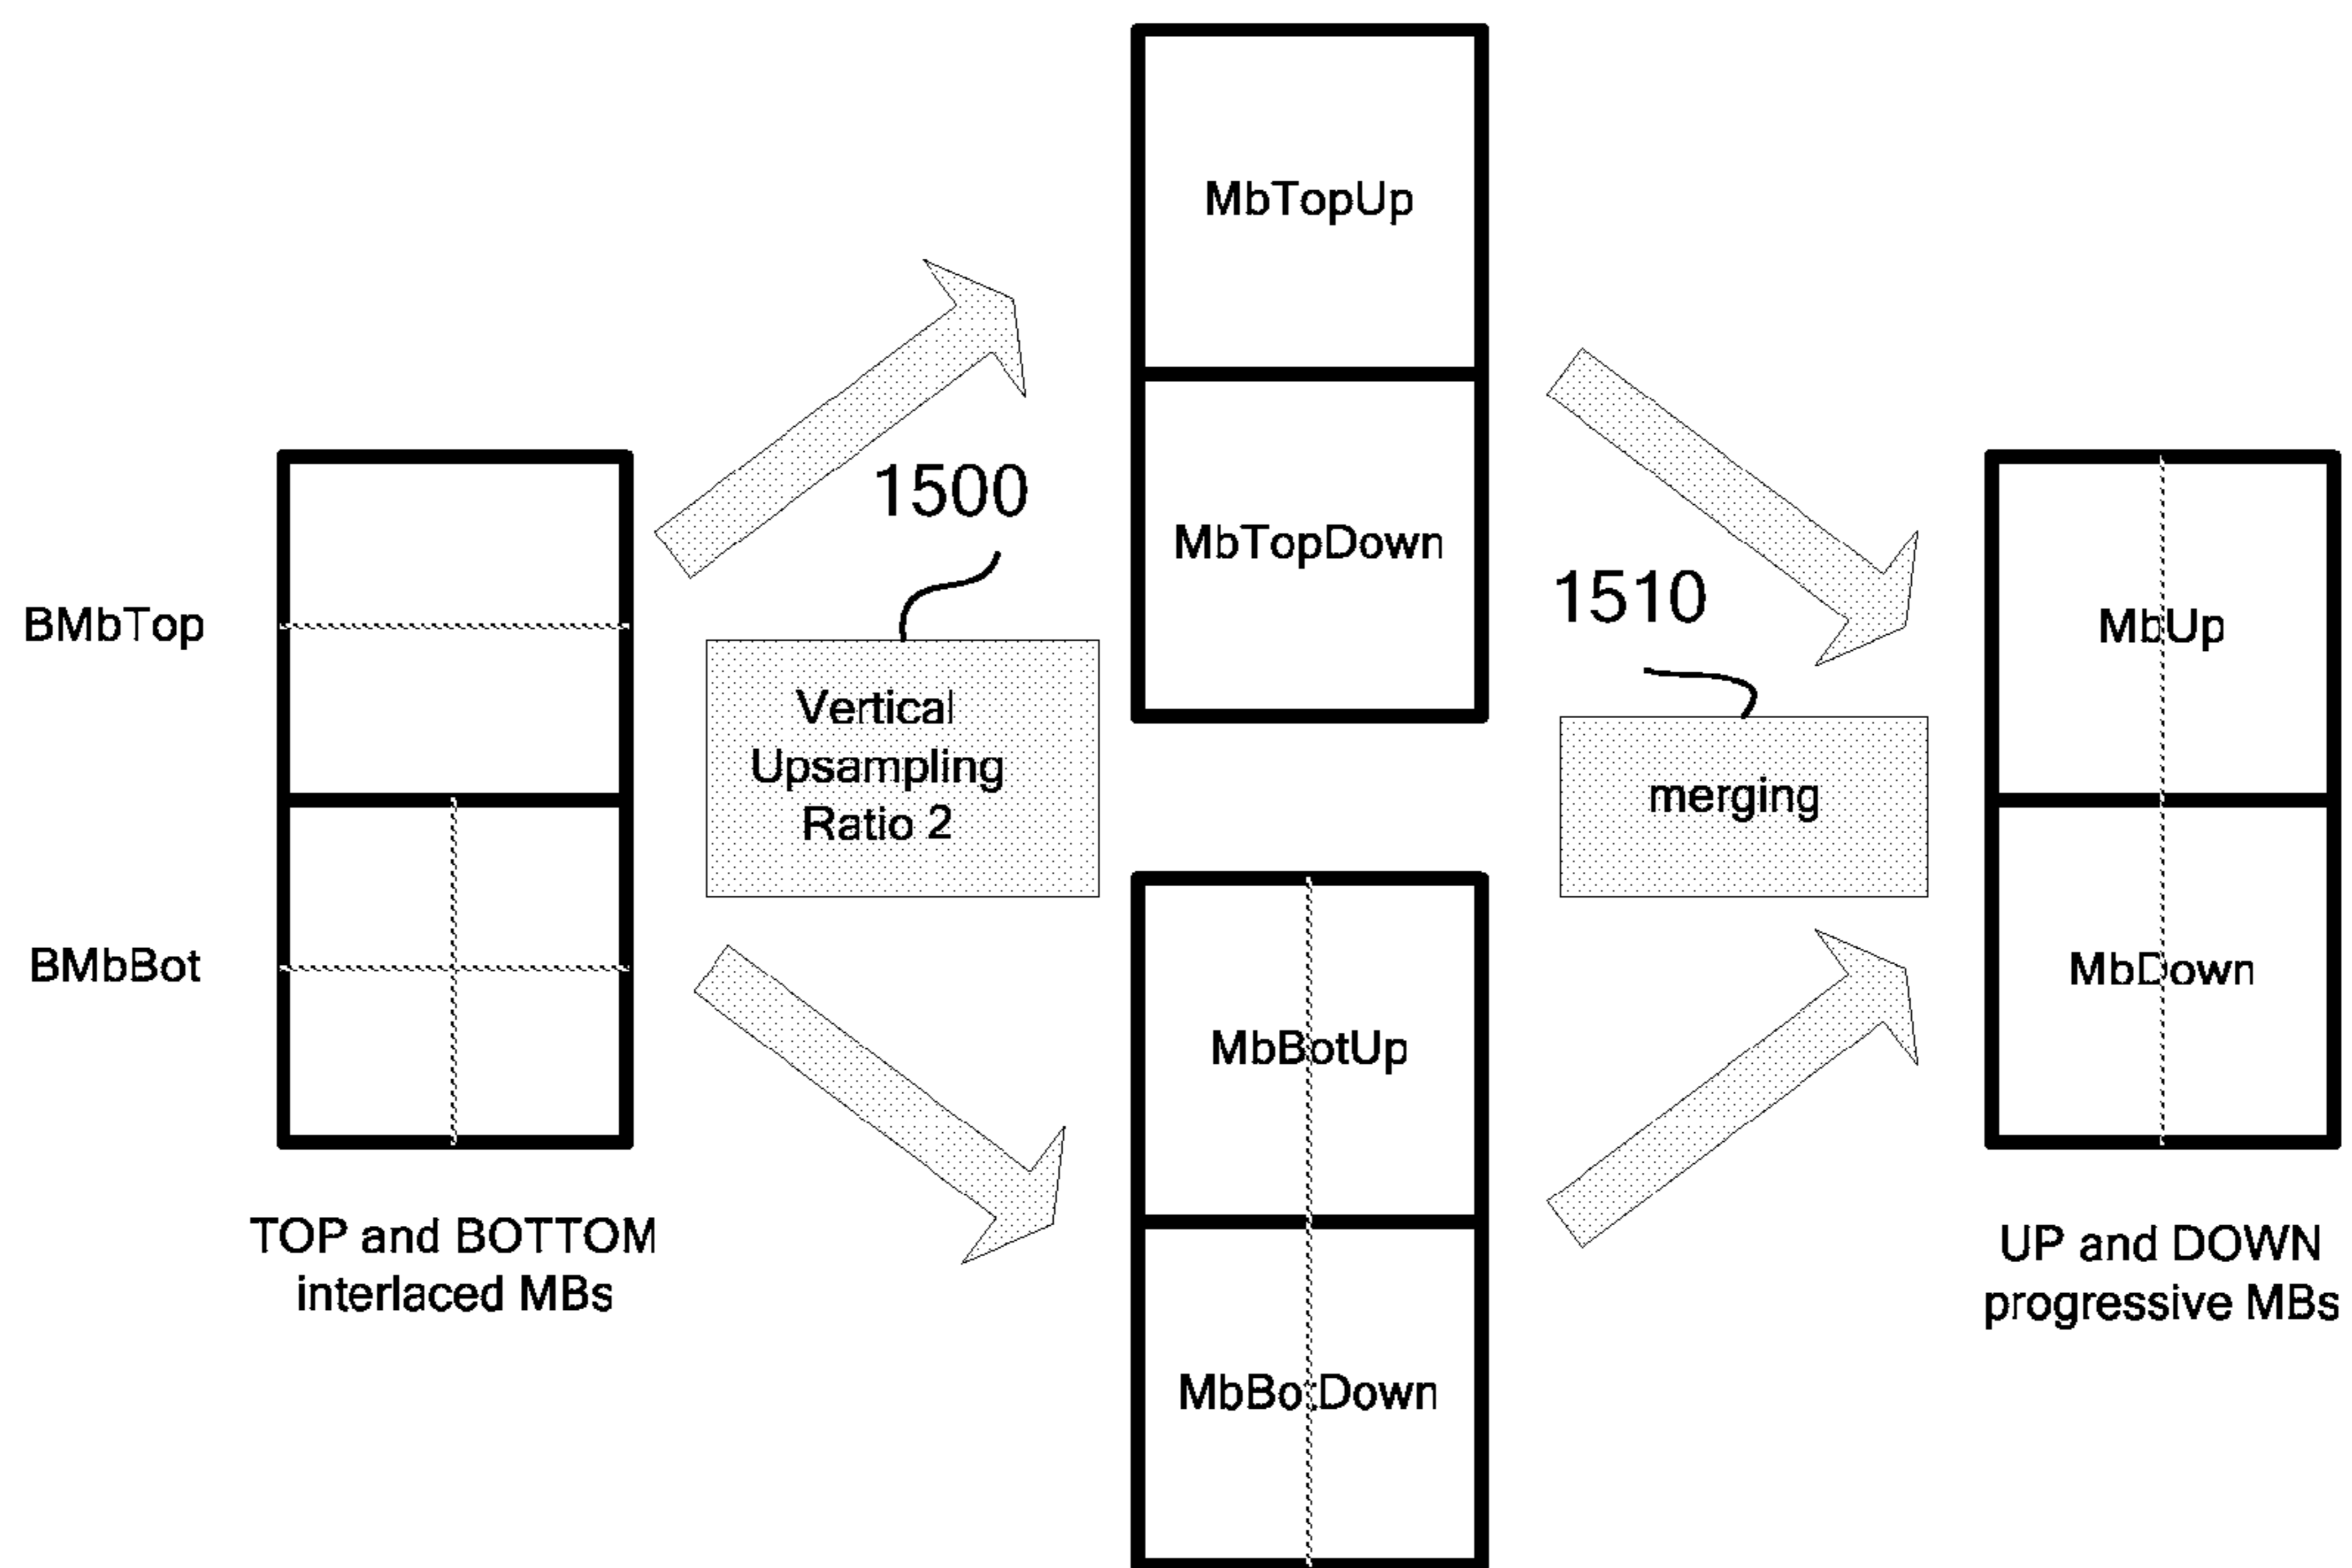 MbTopUp
1500
MbTopDown
1510
BMbTop
MbUp
Vertical
Upsampling
Ratio 2
merging
BMbBot
MbDown
MbBotUp
TOP and BOTTOM
interlaced MBs
UP and DOWN
progressive MBs
MbBotDown